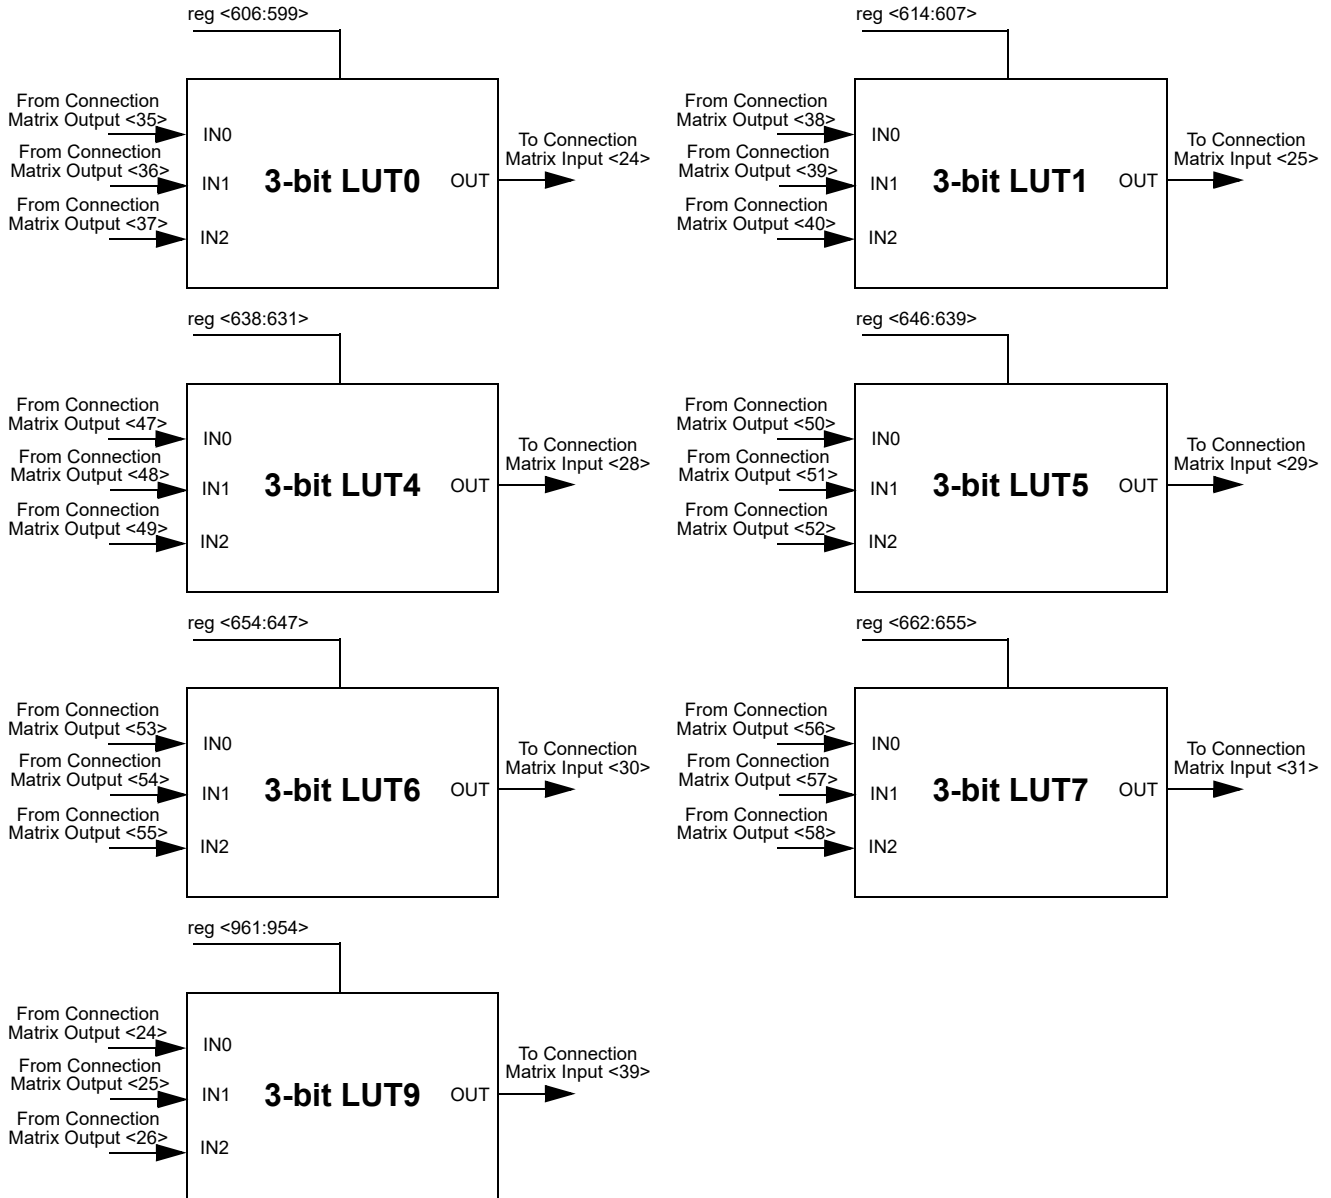 reg <606:599>
From Connection
Matrix Output <35>
From Connection
Matrix Output <36>
From Connection
Matrix Output <37>
IN0
IN1
IN2
3-bit LUT0
OUT
To Connection
Matrix Input <24>
reg <614:607>
From Connection
Matrix Output <38>
From Connection
Matrix Output <39>
From Connection
Matrix Output <40>
IN0
IN1
IN2
3-bit LUT1
OUT
To Connection
Matrix Input <25>
reg <638:631>
From Connection
Matrix Output <47>
From Connection
Matrix Output <48>
From Connection
Matrix Output <49>
IN0
IN1
IN2
3-bit LUT4
OUT
To Connection
Matrix Input <28>
reg <646:639>
From Connection
Matrix Output <50>
From Connection
Matrix Output <51>
From Connection
Matrix Output <52>
IN0
IN1
IN2
3-bit LUT5
OUT
To Connection
Matrix Input <29>
reg <654:647>
From Connection
Matrix Output <53>
From Connection
Matrix Output <54>
From Connection
Matrix Output <55>
IN0
IN1
IN2
3-bit LUT6
OUT
To Connection
Matrix Input <30>
reg <662:655>
From Connection
Matrix Output <56>
From Connection
Matrix Output <57>
From Connection
Matrix Output <58>
IN0
IN1
IN2
3-bit LUT7
OUT
To Connection
Matrix Input <31>
reg <961:954>
From Connection
Matrix Output <24>
From Connection
Matrix Output <25>
From Connection
Matrix Output <26>
IN0
IN1
IN2
3-bit LUT9
OUT
To Connection
Matrix Input <39>